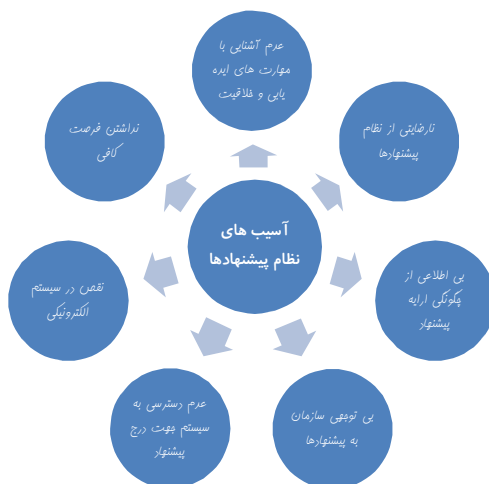 آسیب های
نظام پیشنهادها
عدم آشنایی با
مهارت های ایده
یابی و خلاقیت
نارضایتی از نظام
پیشنهادها
بی اطلاعی از
چگونگی ارایه
پیشنهاد
بی توجهی سازمان
به پیشنهادها
عدم دسترسی به
سیستم جهت درج
پیشنهاد
نقص در سیستم
الکترونیکی
نداشتن فرصت
کافی